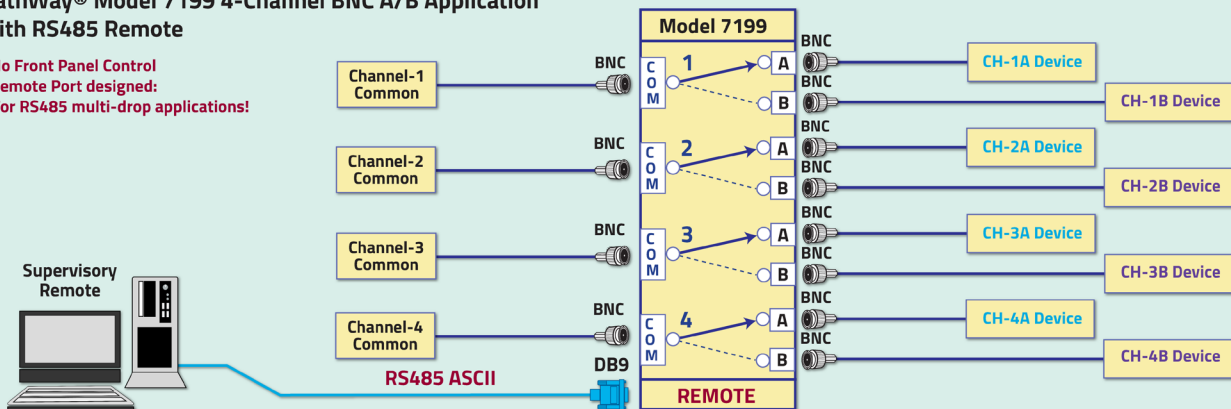 athWay® Model 7199 4-Channel BNC A/B Application
ith RS485 Remote
o Front Panel Control
emote Port designed:
or RS485 multi-drop applications!
Channel-1
Common
BNC
Channel-2
Common
BNC
Channel-3
Common
BNC
Channel-4
Common
BNC
Supervisory
Remote
RS485 ASCII
DB9
Model 7199
COM
1
A
B
COM
2
A
B
COM
3
A
B
COM
4
A
B
REMOTE
BNC
CH-1A Device
BNC
CH-1B Device
BNC
CH-2A Device
BNC
CH-2B Device
BNC
CH-3A Device
BNC
CH-3B Device
BNC
CH-4A Device
BNC
CH-4B Device